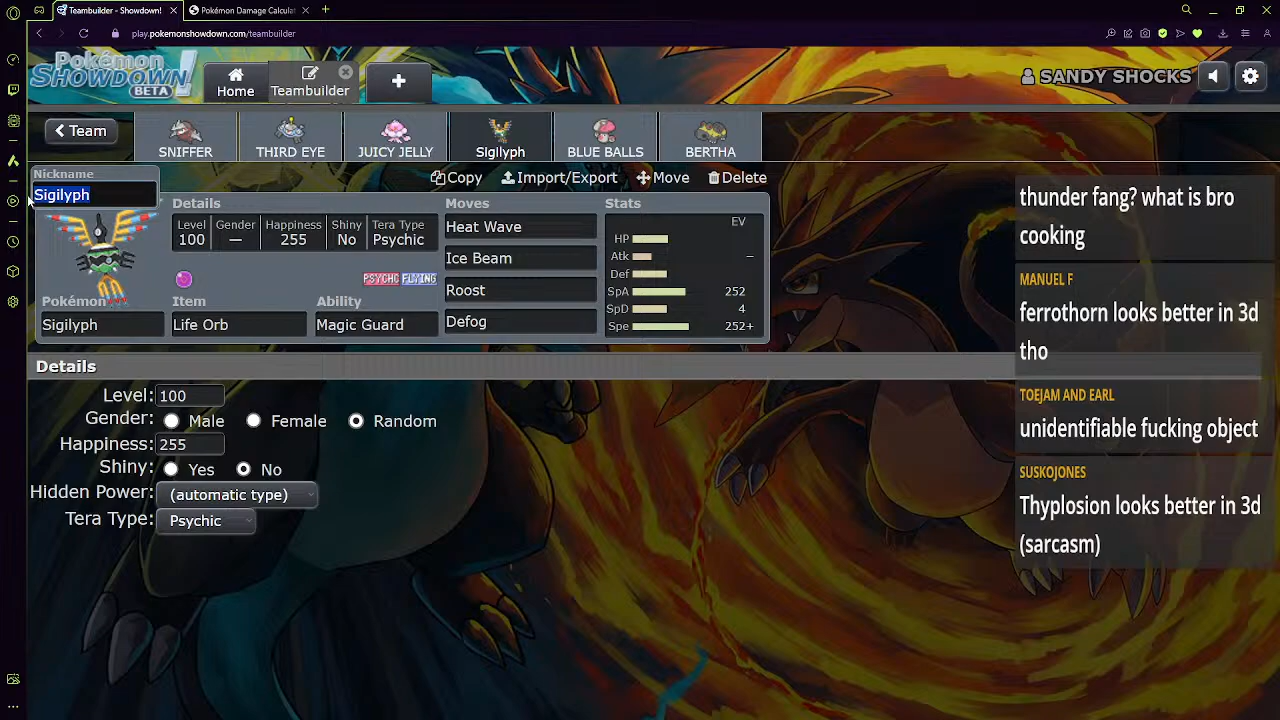 Teambuilder - Showdown!
Pokémon Damage Calculat
play.pokemonshowdown.com/teambuilder
Pokémon
SHOWDOWN!
BETA
Home
Teambuilder
SANDY SHOCKS
Team
SNIFFER
THIRD EYE
JUICY JELLY
Sigilyph
BLUE BALLS
BERTHA
Copy
Import/Export
Move
Delete
Nickname
Sigilyph
Details
Level
100
Gender
—
Happiness
255
Shiny
No
Tera Type
Psychic
PSYCHC FLYING
Pokémon
Sigilyph
Item
Life Orb
Ability
Magic Guard
Moves
Heat Wave
Ice Beam
Roost
Defog
Stats
EV
HP
Atk –
Def
SpA 252
SpD 4
Spe 252+
Details
Level: 100
Gender: Male Female Random
Happiness: 255
Shiny: Yes No
Hidden Power: (automatic type)
Tera Type: Psychic
thunder fang? what is bro
cooking
MANUEL F
ferrothorn looks better in 3d
tho
TOEJAM AND EARL
unidentifiable fucking object
SUSKOJONES
Thyplosion looks better in 3d
(sarcasm)